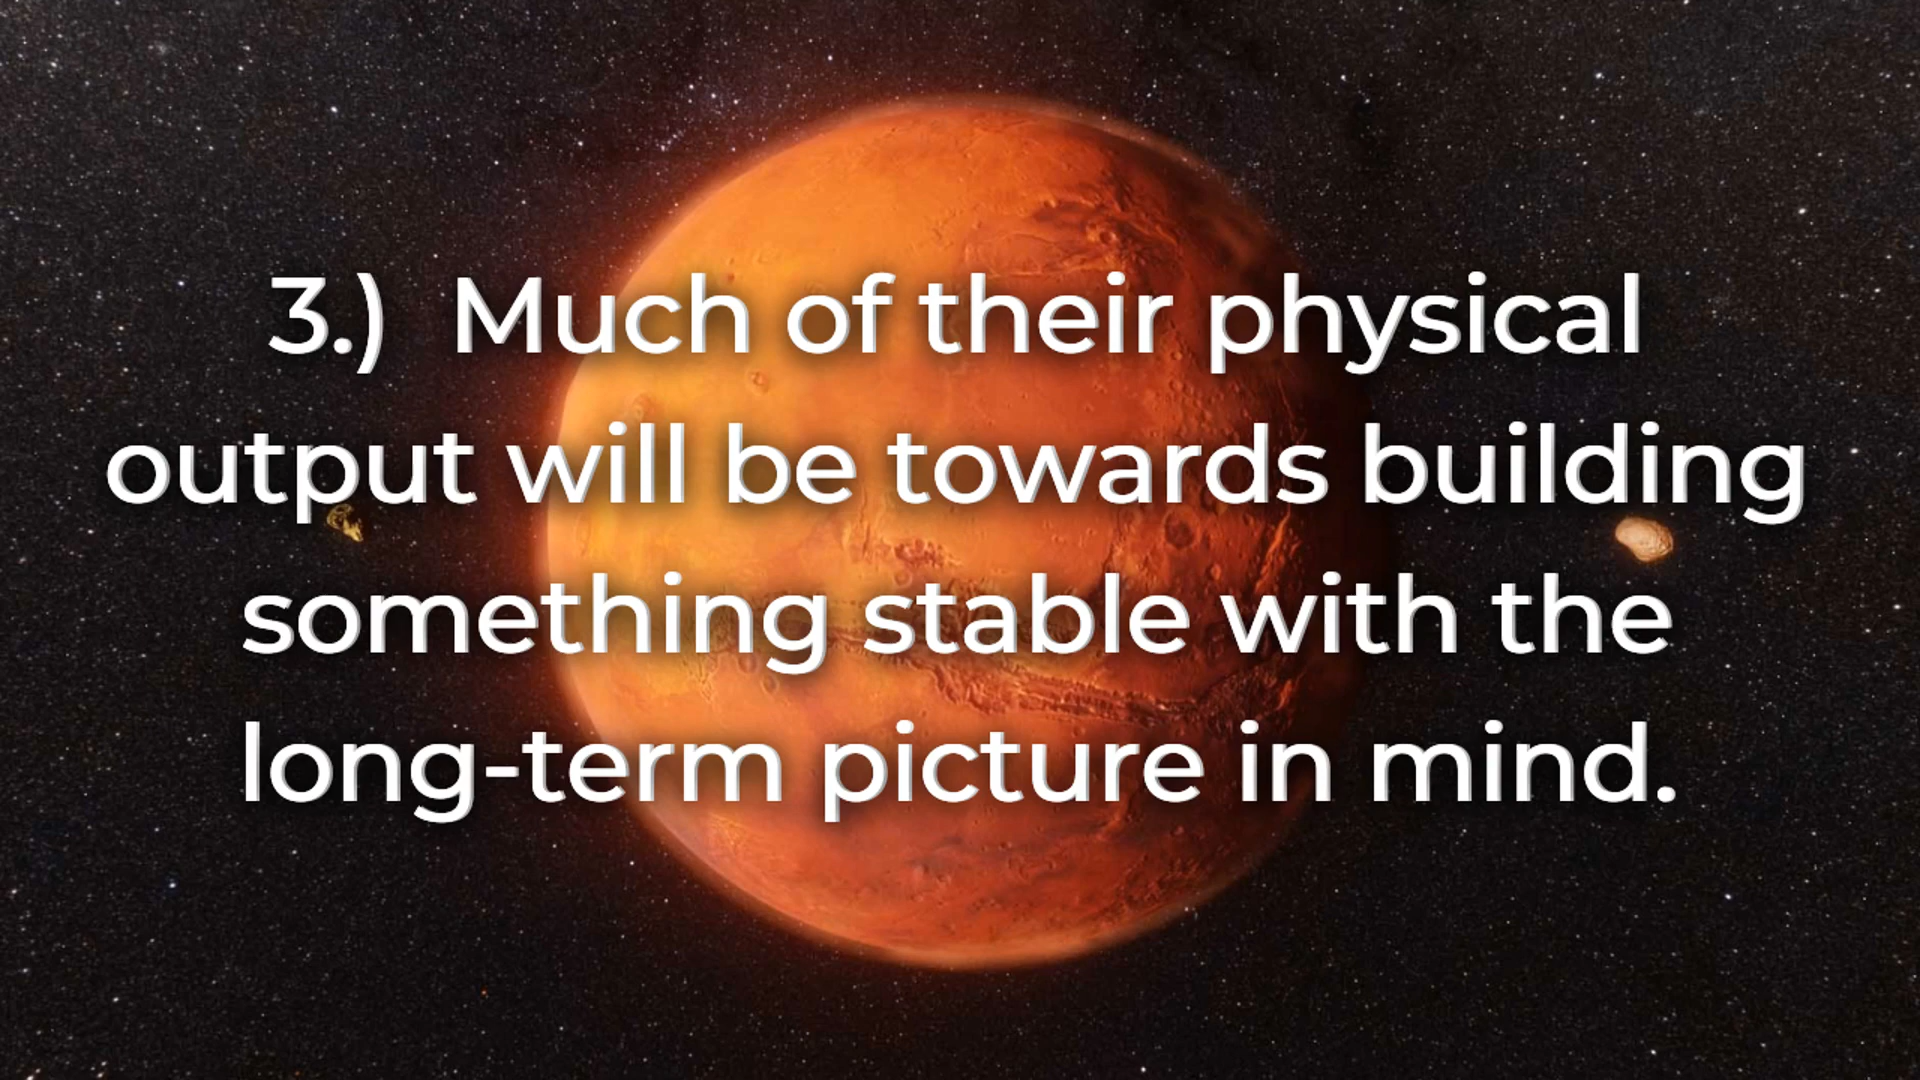 3.) Much of their physical
output will be towards building
something stable with the
long-term picture in mind.